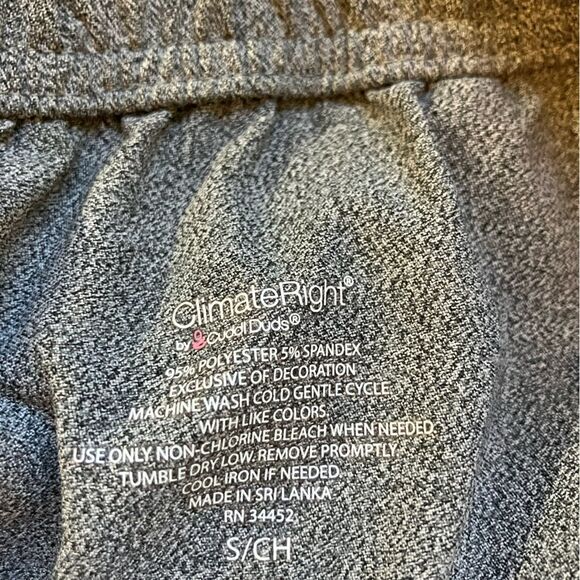 ClimateRight®
by Cuddl Duds®
95% POLYESTER 5% SPANDEX
EXCLUSIVE OF DECORATION
MACHINE WASH COLD GENTLE CYCLE.
WITH LIKE COLORS.
USE ONLY NON-CHLORINE BLEACH WHEN NEEDED.
TUMBLE DRY LOW. REMOVE PROMPTLY.
COOL IRON IF NEEDED.
MADE IN SRI LANKA
RN 34452
S/CH